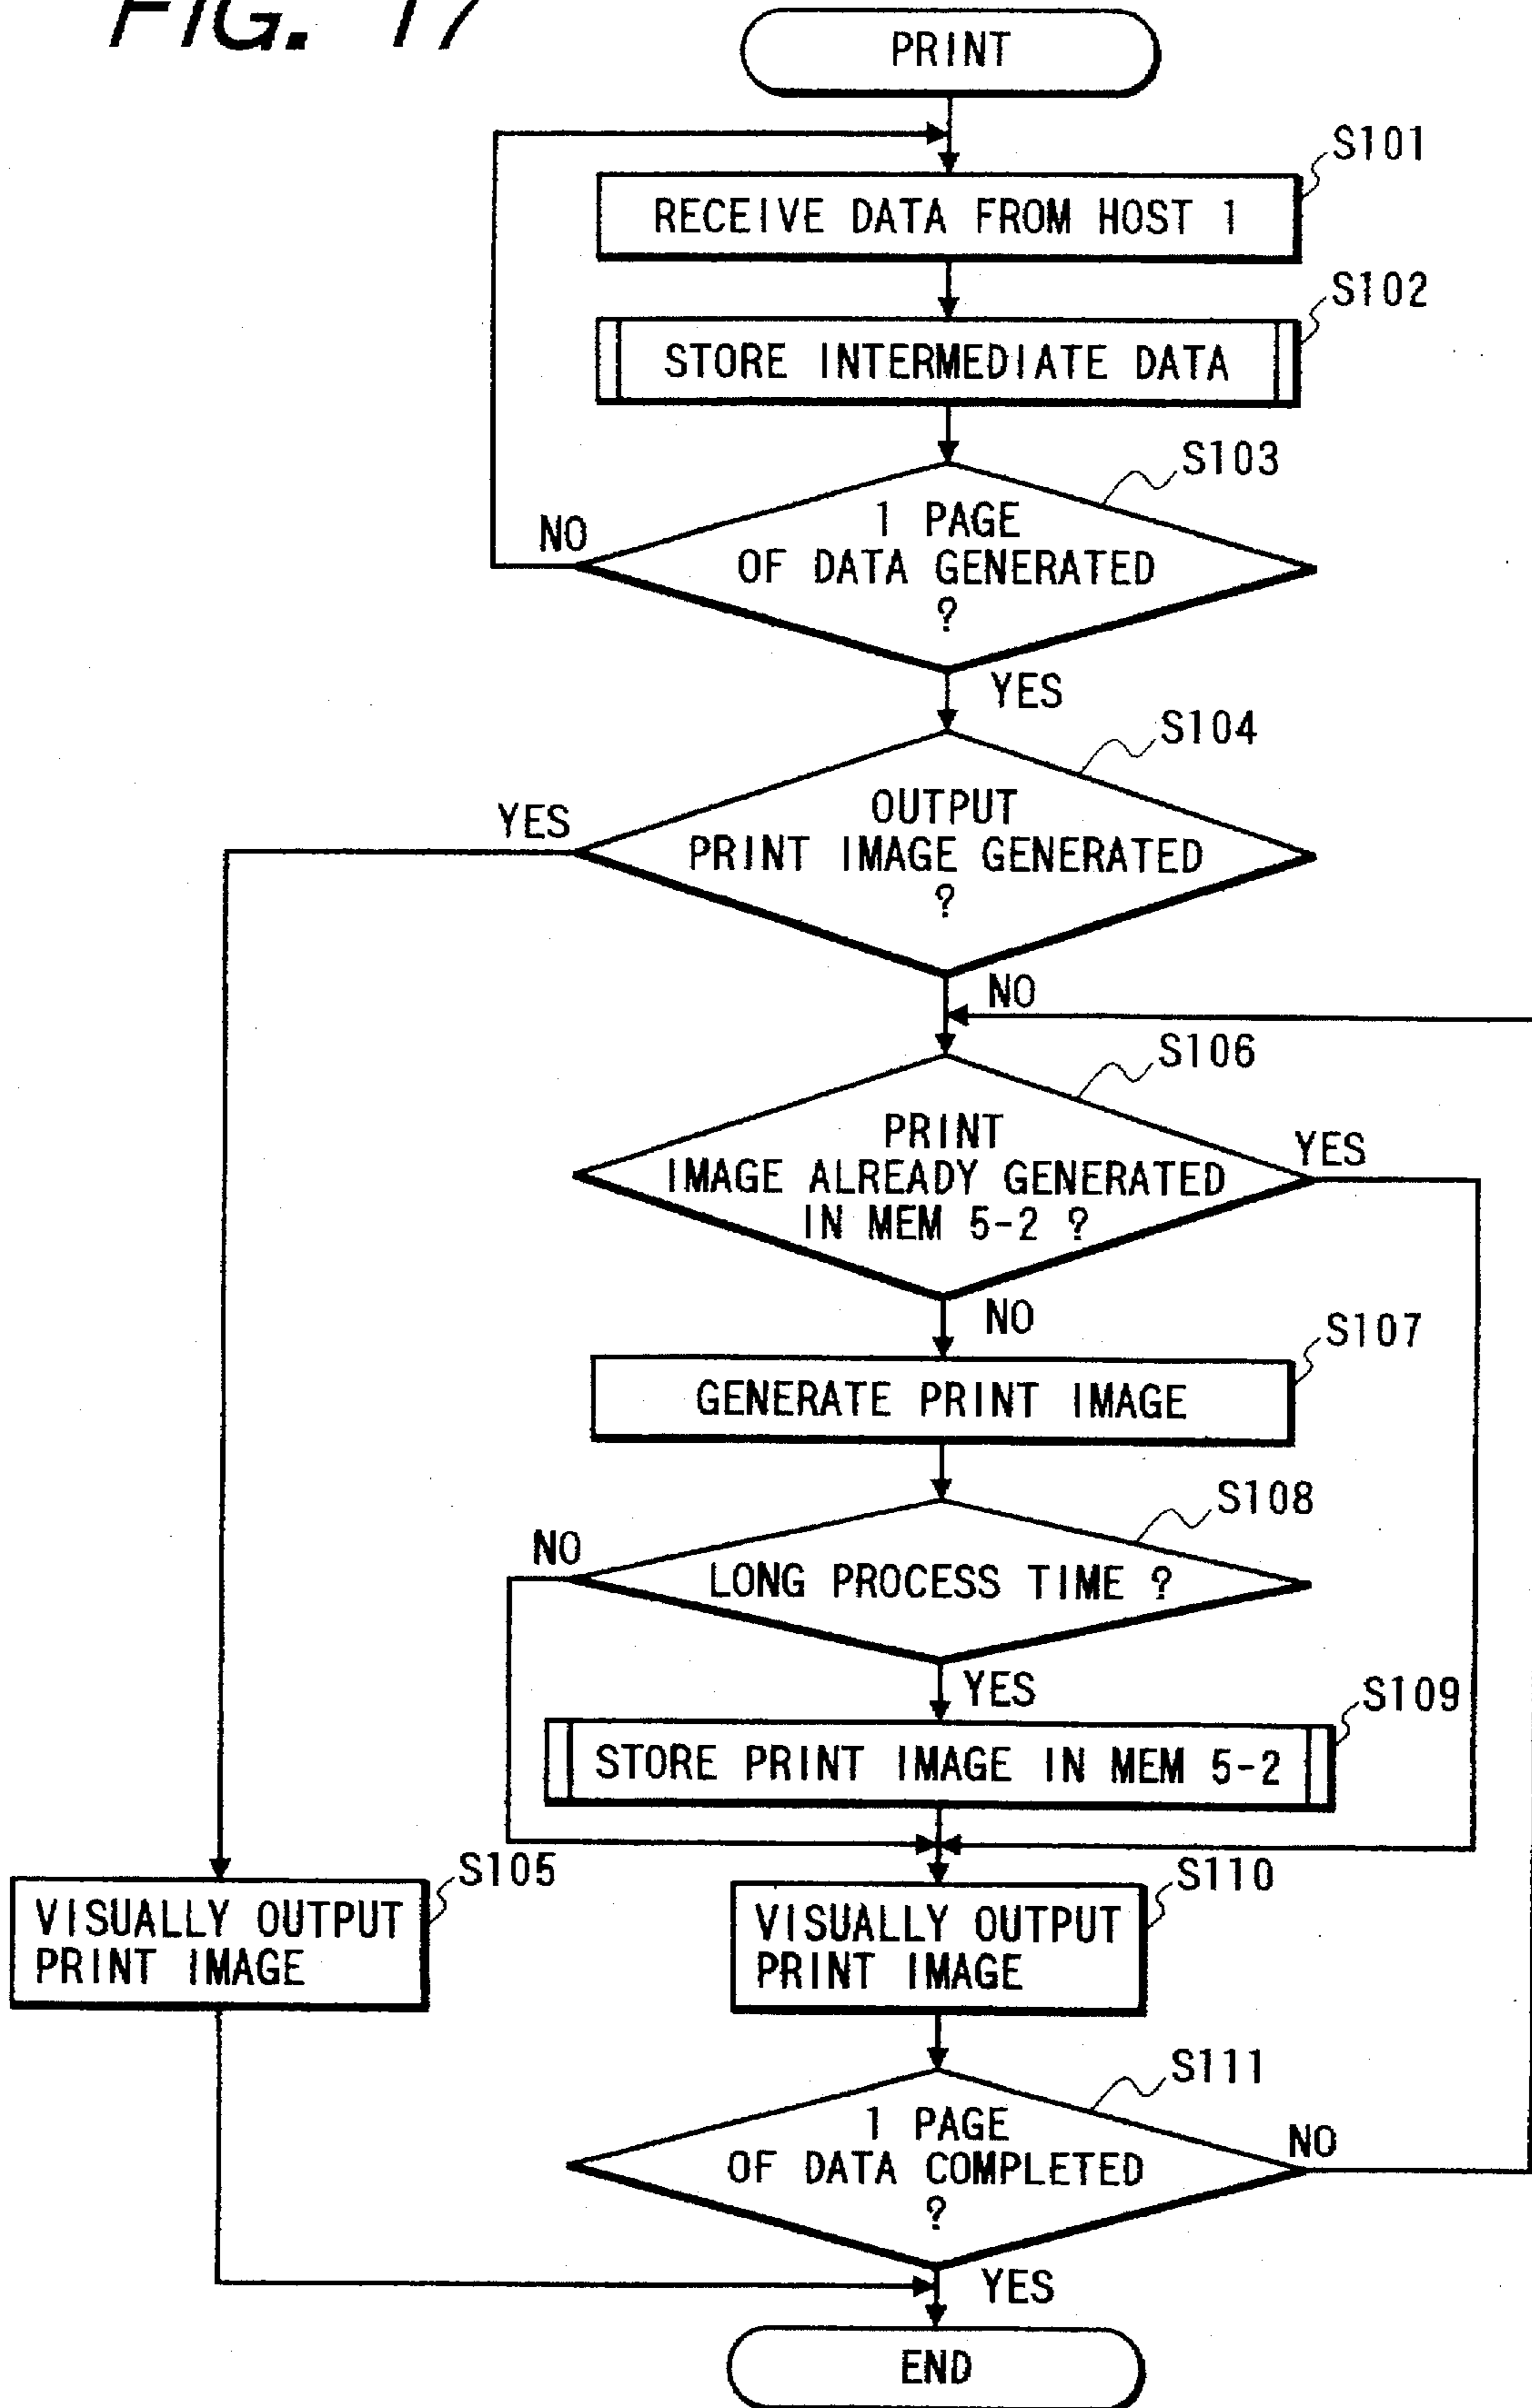 FIG. 17
PRINT
S101
RECEIVE DATA FROM HOST 1
S102
STORE INTERMEDIATE DATA
S103
1 PAGE
OF DATA GENERATED
?
NO
YES
S104
OUTPUT
PRINT IMAGE GENERATED
?
YES
NO
S106
PRINT
IMAGE ALREADY GENERATED
IN MEM 5-2 ?
YES
NO
S107
GENERATE PRINT IMAGE
S108
LONG PROCESS TIME ?
NO
YES
S109
STORE PRINT IMAGE IN MEM 5-2
S105
VISUALLY OUTPUT
PRINT IMAGE
S110
VISUALLY OUTPUT
PRINT IMAGE
S111
1 PAGE
OF DATA COMPLETED
?
NO
YES
END